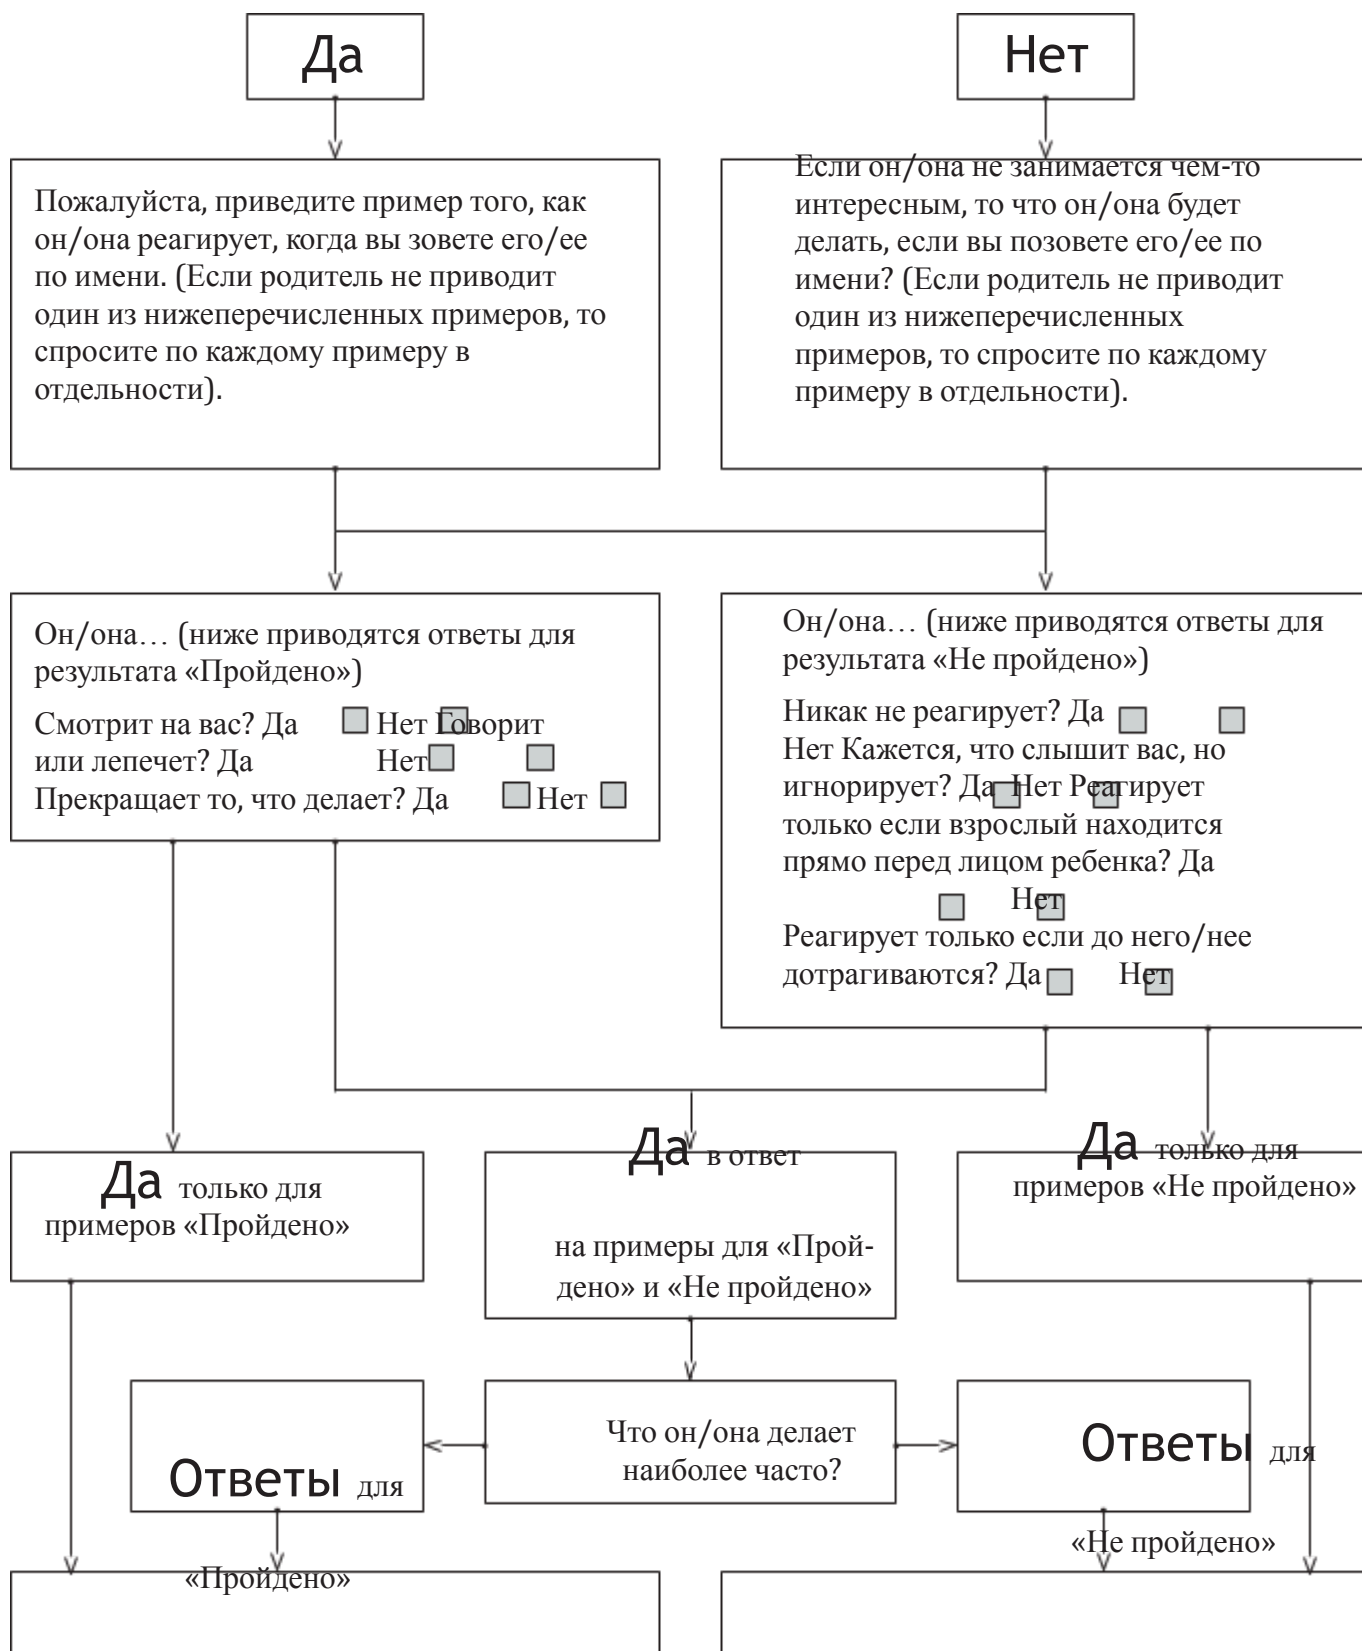 Да
Нет
Пожалуйста, приведите пример того, как
он/она реагирует, когда вы зовете его/ее
по имени. (Если родитель не приводит
один из нижеперечисленных примеров, то
спросите по каждому примеру в
отдельности).
Если он/она не занимается чем-то
интересным, то что он/она будет
делать, если вы позовете его/ее по
имени? (Если родитель не приводит
один из нижеперечисленных
примеров, то спросите по каждому
примеру в отдельности).
Он/она… (ниже приводятся ответы для
результата «Пройдено»)
Смотрит на вас? Да Нет Говорит
или лепечет? Да Нет
Прекращает то, что делает? Да Нет
Он/она… (ниже приводятся ответы для
результата «Не пройдено»)
Никак не реагирует? Да
Нет Кажется, что слышит вас, но
игнорирует? Да Нет Реагирует
только если взрослый находится
прямо перед лицом ребенка? Да
Нет
Реагирует только если до него/нее
дотрагиваются? Да Нет
Да только для
примеров «Пройдено»
Да в ответ
на примеры для «Прой-
дено» и «Не пройдено»
Да только для
примеров «Не пройдено»
Ответы для
«Пройдено»
Что он/она делает
наиболее часто?
Ответы для
«Не пройдено»